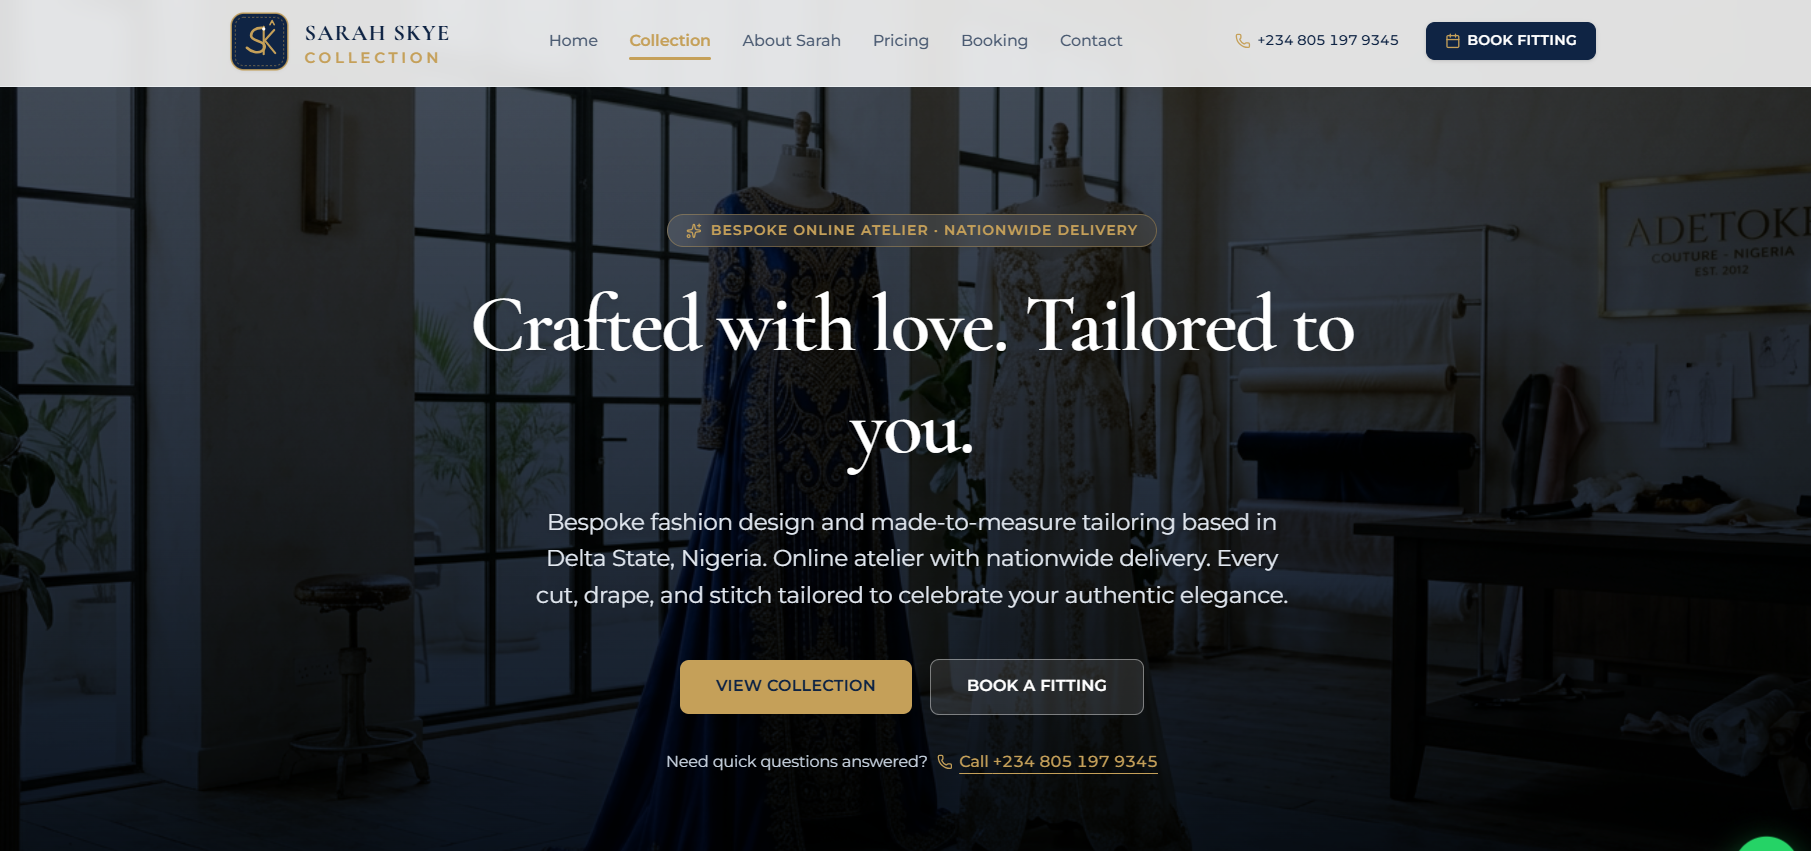 SARAH SKYE
COLLECTION
Home
Collection
About Sarah
Pricing
Booking
Contact
+234 805 197 9345
BOOK FITTING
BESPOKE ONLINE ATELIER · NATIONWIDE DELIVERY
ADETOK
COUTURE · NIGERIA
EST. 2012
Crafted with love. Tailored to
you.
Bespoke fashion design and made-to-measure tailoring based in
Delta State, Nigeria. Online atelier with nationwide delivery. Every
cut, drape, and stitch tailored to celebrate your authentic elegance.
VIEW COLLECTION
BOOK A FITTING
Need quick questions answered?
Call +234 805 197 9345